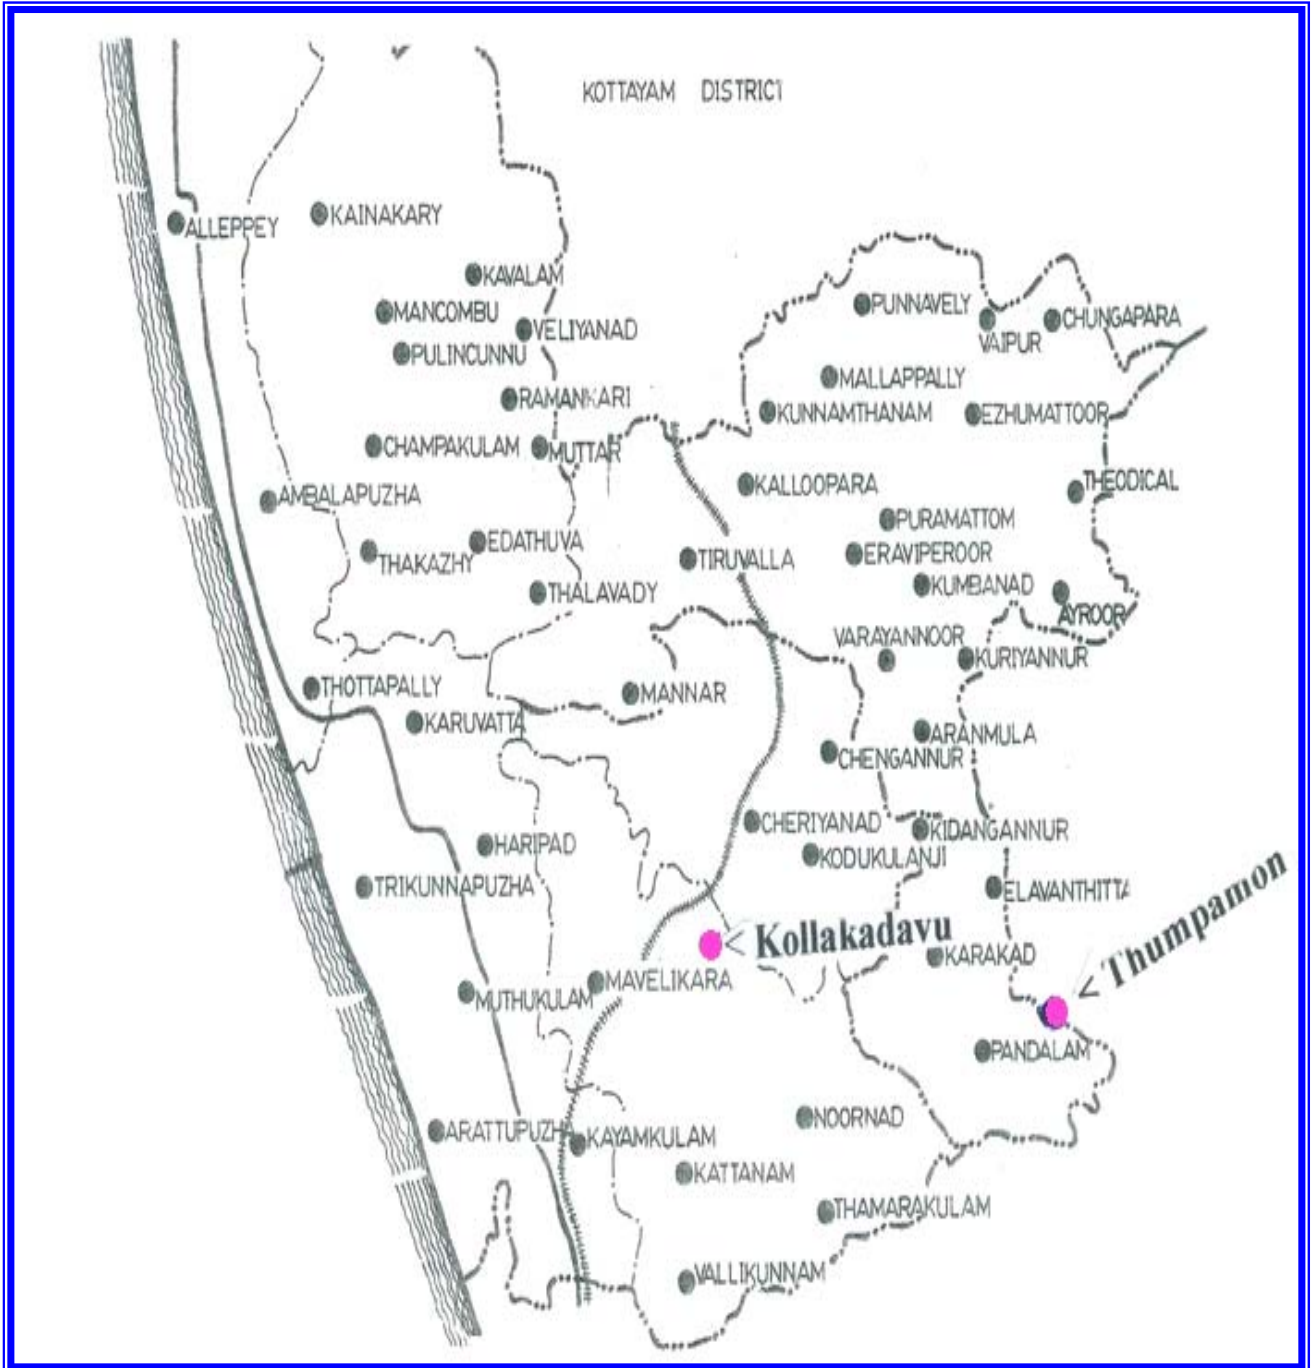 KOTTAYAM DISTRICT
ALLEPPEY
KAINAKARY
KAVALAM
MANCOMBU
VELIYANAD
PULINCUNNU
RAMANKARI
CHAMPAKULAM
MUTTAR
AMBALAPUZHA
THAKAZHY
EDATHUVA
THALAVADY
PUNNAVELY
VAIPUR
CHUNGAPARA
MALLAPPALLY
KUNNAMTHANAM
EZHUMATTOOR
KALLOOPARA
THEODICAL
PURAMATTOM
TIRUVALLA
ERAVIPEROOR
KUMBANAD
AYROOR
VARAYANNOOR
KURIYANNUR
THOTTAPALLY
KARUVATTA
MANNAR
ARANMULA
CHENGANNUR
CHERIYANAD
KIDANGANNUR
HARIPAD
KODUKULANJI
TRIKUNNAPUZHA
ELAVANTHITTA
Kollakadavu
Thumpamon
KARAKAD
MAVELIKARA
MUTHUKULAM
PANDALAM
ARATTUPUZH
KAYAMKULAM
NOORNAD
KATTANAM
THAMARAKULAM
VALLIKUNNAM